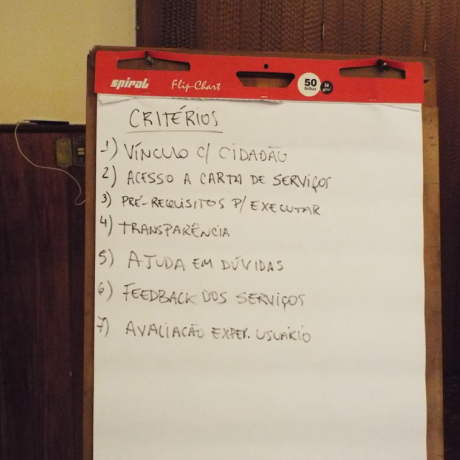 spiral Flip-Chart 50 folhas
CRITÉRIOS
1) VÍNCULO C/ CIDADÃO
2) ACESSO A CARTA DE SERVIÇOS
3) PRÉ-REQUISITOS P/ EXECUTAR
4) TRANSPARÊNCIA
5) AJUDA EM DÚVIDAS
6) FEEDBACK DOS SERVIÇOS
7) AVALIAÇÃO EXPER. USUÁRIO